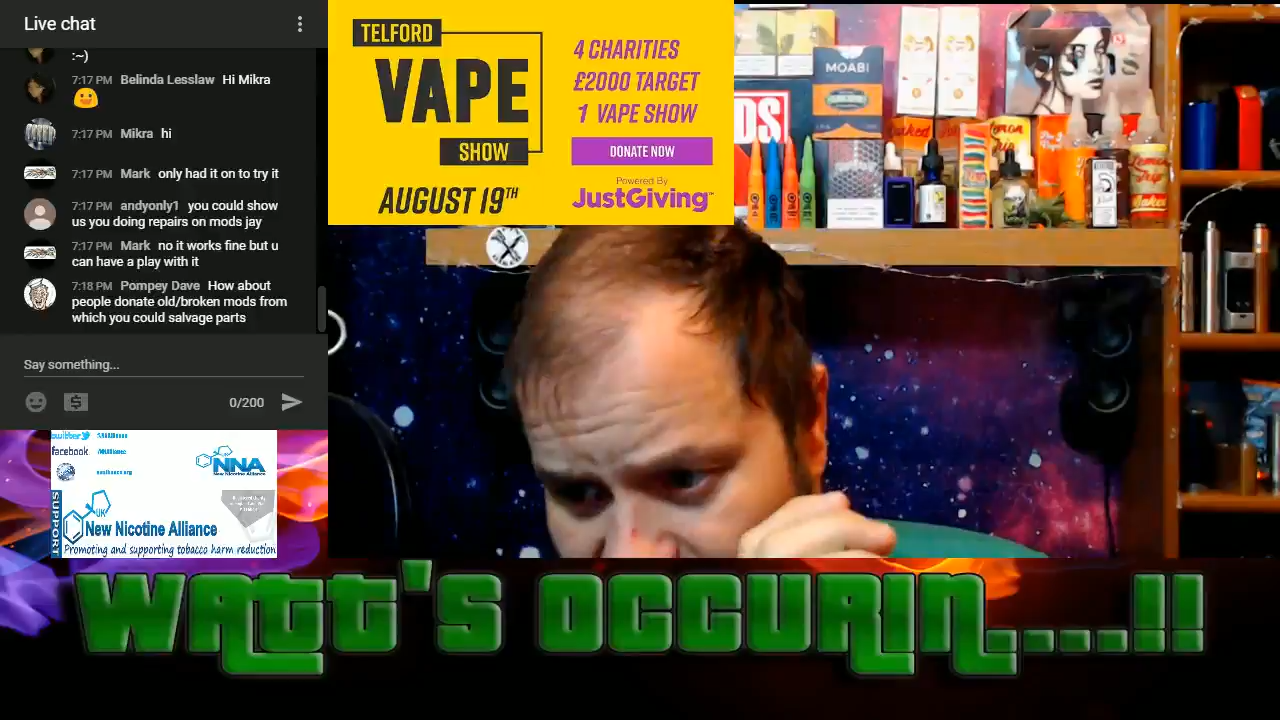 Live chat
:~)
7:17 PM Belinda Lesslaw Hi Mikra
7:17 PM Mikra hi
7:17 PM Mark only had it on to try it
7:17 PM andyonly1 you could show
us you doing repairs on mods jay
7:17 PM Mark no it works fine but u
can have a play with it
7:18 PM Pompey Dave How about
people donate old/broken mods from
which you could salvage parts
Say something...
0/200
TELFORD
VAPE
SHOW
AUGUST 19TH
4 CHARITIES
£2000 TARGET
1 VAPE SHOW
DONATE NOW
Powered By
JustGiving™
MOABI
DS
Lemon
twitter
facebook
NNA
New Nicotine Alliance
SUPPORT
UK
New Nicotine Alliance
Promoting and supporting tobacco harm reduction
WATT'S OCCURIN....!!